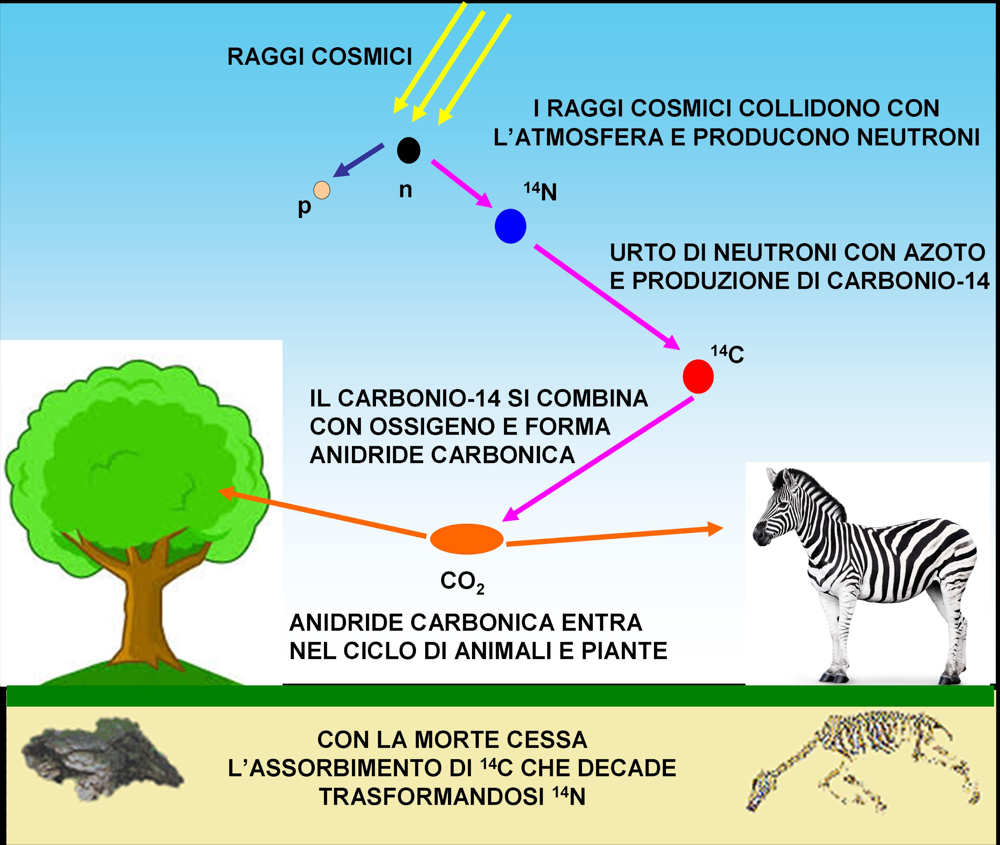 RAGGI COSMICI
I RAGGI COSMICI COLLIDONO CON
L’ATMOSFERA E PRODUCONO NEUTRONI
n
p
¹⁴N
URTO DI NEUTRONI CON AZOTO
E PRODUZIONE DI CARBONIO-14
¹⁴C
IL CARBONIO-14 SI COMBINA
CON OSSIGENO E FORMA
ANIDRIDE CARBONICA
CO₂
ANIDRIDE CARBONICA ENTRA
NEL CICLO DI ANIMALI E PIANTE
CON LA MORTE CESSA
L’ASSORBIMENTO DI ¹⁴C CHE DECADE
TRASFORMANDOSI ¹⁴N